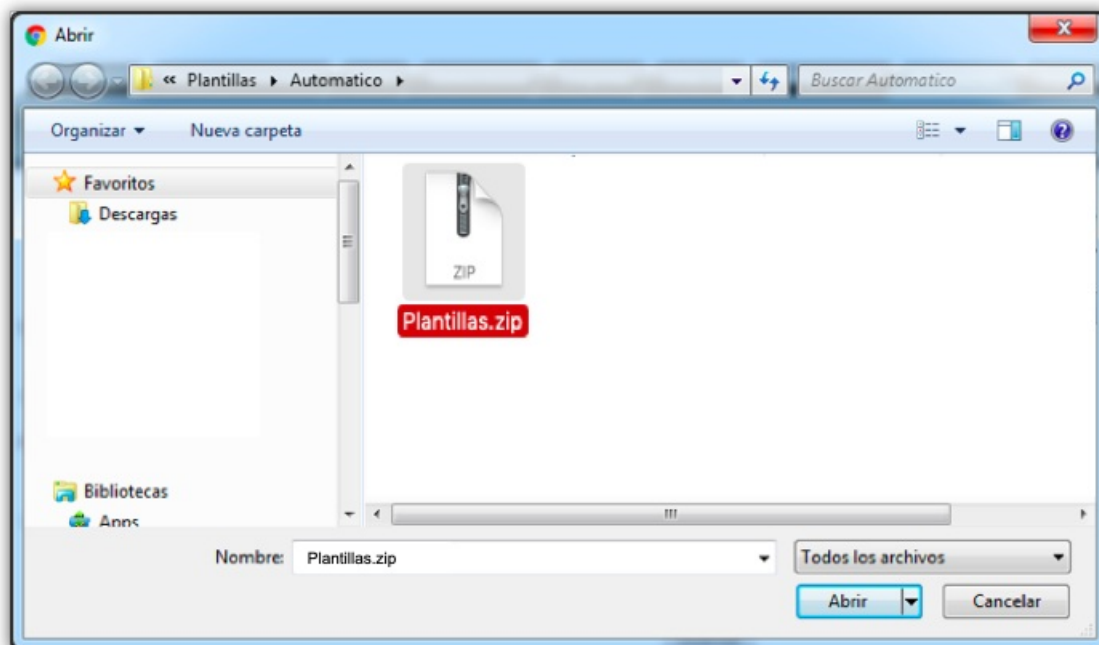 Abrir
« Plantillas Automatico
Buscar Automatico
Organizar Nueva carpeta
Favoritos
Descargas
ZIP
Plantillas.zip
Bibliotecas
Apps
Nombre: Plantillas.zip Todos los archivos
Abrir Cancelar